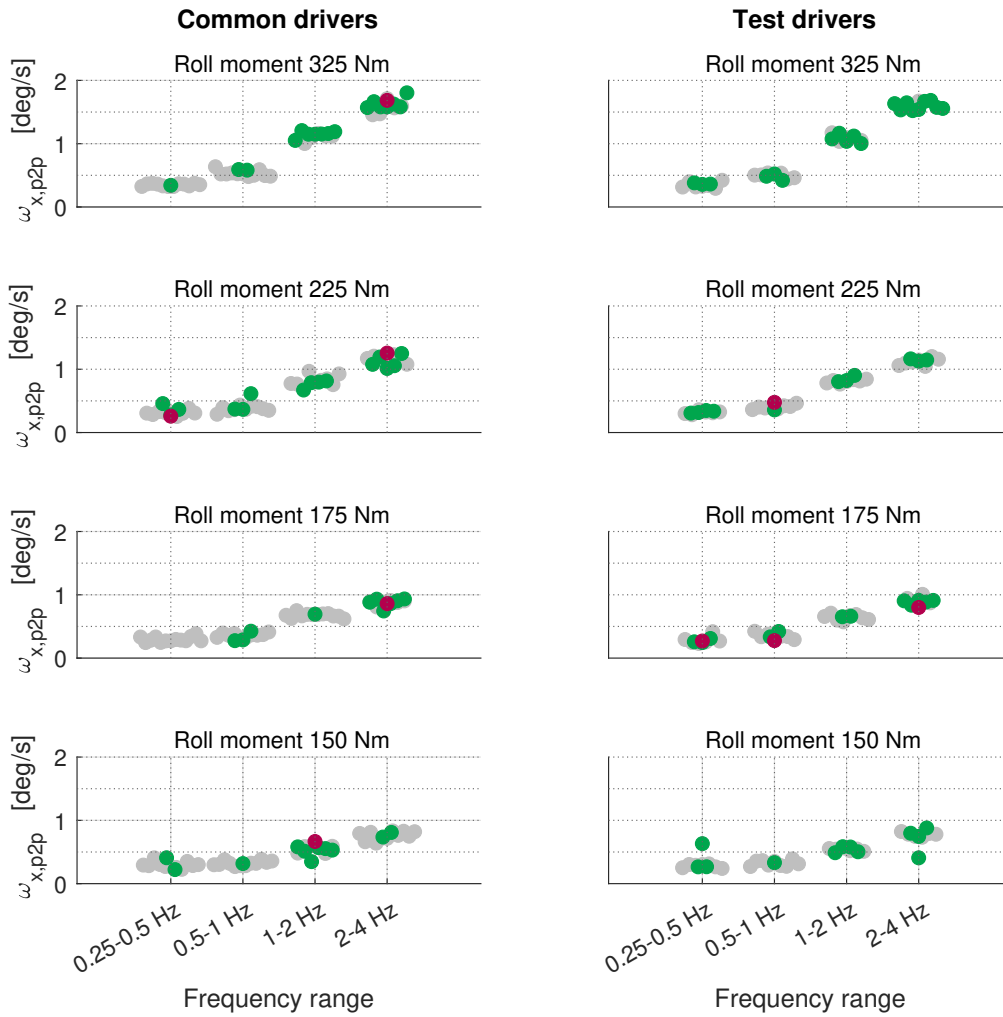 Common drivers
Test drivers
Roll moment 325 Nm
Roll moment 325 Nm
2
1
0
ω_x,p2p [deg/s]
Roll moment 225 Nm
Roll moment 225 Nm
2
1
0
ω_x,p2p [deg/s]
Roll moment 175 Nm
Roll moment 175 Nm
2
1
0
ω_x,p2p [deg/s]
Roll moment 150 Nm
Roll moment 150 Nm
2
1
0
ω_x,p2p [deg/s]
0.25-0.5 Hz
0.5-1 Hz
1-2 Hz
2-4 Hz
0.25-0.5 Hz
0.5-1 Hz
1-2 Hz
2-4 Hz
Frequency range
Frequency range